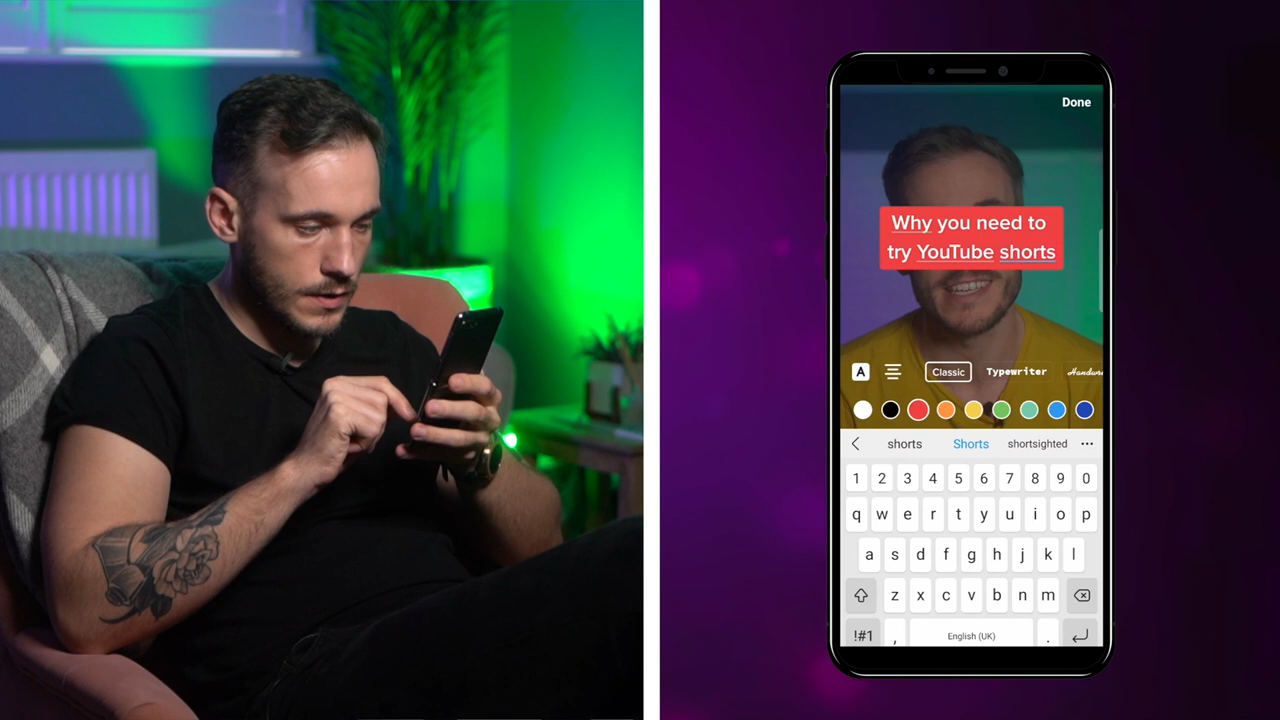 Done
Why you need to
try YouTube shorts
A
Classic Typewriter
shorts Shorts shortsighted ...
1 2 3 4 5 6 7 8 9 0
q w e r t y u i o p
a s d f g h j k l
z x c v b n m
!#1 , English (UK) .